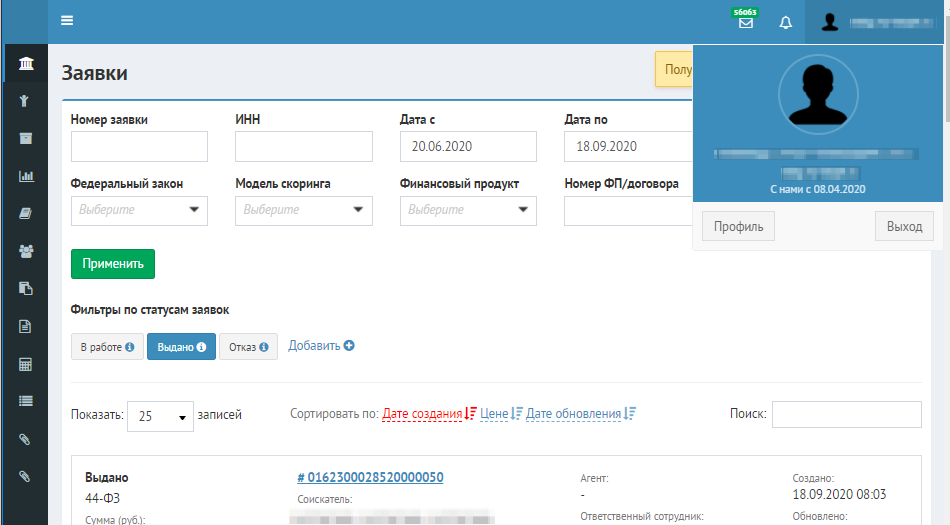 56063
Заявки
Полу
С нами с 08.04.2020
Профиль Выход
Номер заявки ИНН Дата с Дата по
20.06.2020 18.09.2020
Федеральный закон Модель скоринга Финансовый продукт Номер ФП/договора
Выберите Выберите Выберите
Применить
Фильтры по статусам заявок
В работе Выдано Отказ Добавить
Показать: 25 записей Сортировать по: Дате создания Цене Дате обновления Поиск:
Выдано # 0162300028520000050 Агент: Создано:
44-ФЗ Соискатель: - 18.09.2020 08:03
Сумма (руб.): Ответственный сотрудник: Обновлено: